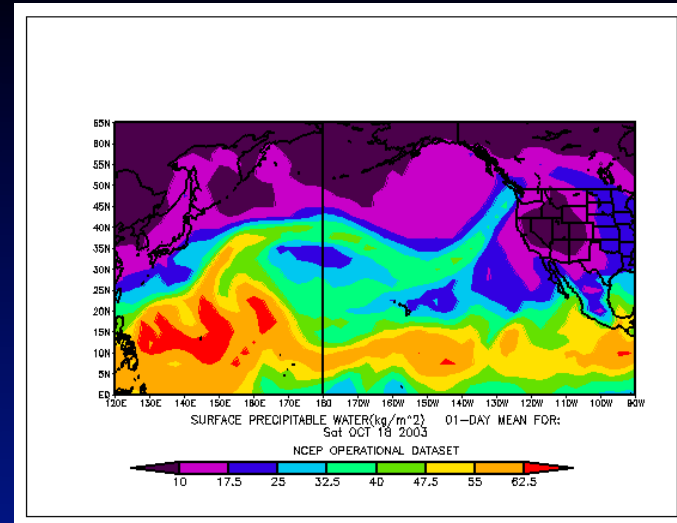 65N
60N
55N
50N
45N
40N
35N
30N
25N
20N
15N
10N
5N
EQ
120E 130E 140E 150E 160E 170E 180 170W 160W 150W 140W 130W 120W 110W 100W 90W
SURFACE PRECIPITABLE WATER(kg/m^2) 01-DAY MEAN FOR:
Sat OCT 18 2003
NCEP OPERATIONAL DATASET
10 17.5 25 32.5 40 47.5 55 62.5